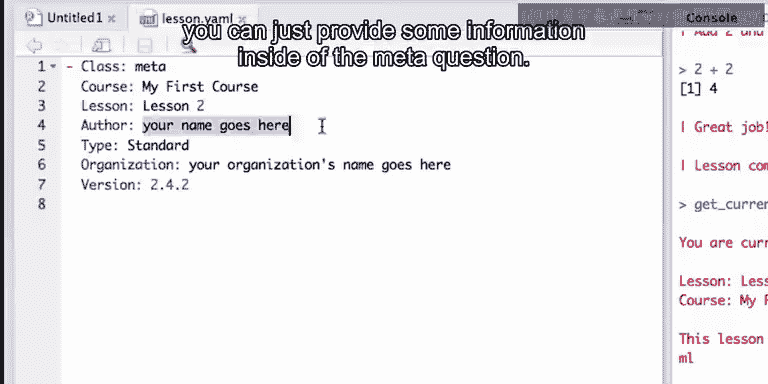 Untitled1
lesson.yaml
Console
you can just provide some information
inside of the meta question.
1 - Class: meta
2 Course: My First Course
3 Lesson: Lesson 2
4 Author: your name goes here
5 Type: Standard
6 Organization: your organization's name goes here
7 Version: 2.4.2
8
| Add 2 and
> 2 + 2
[1] 4
| Great job!
| Lesson com
> get_curren
You are curr
Lesson: Less
Course: My F
This lesson
ml